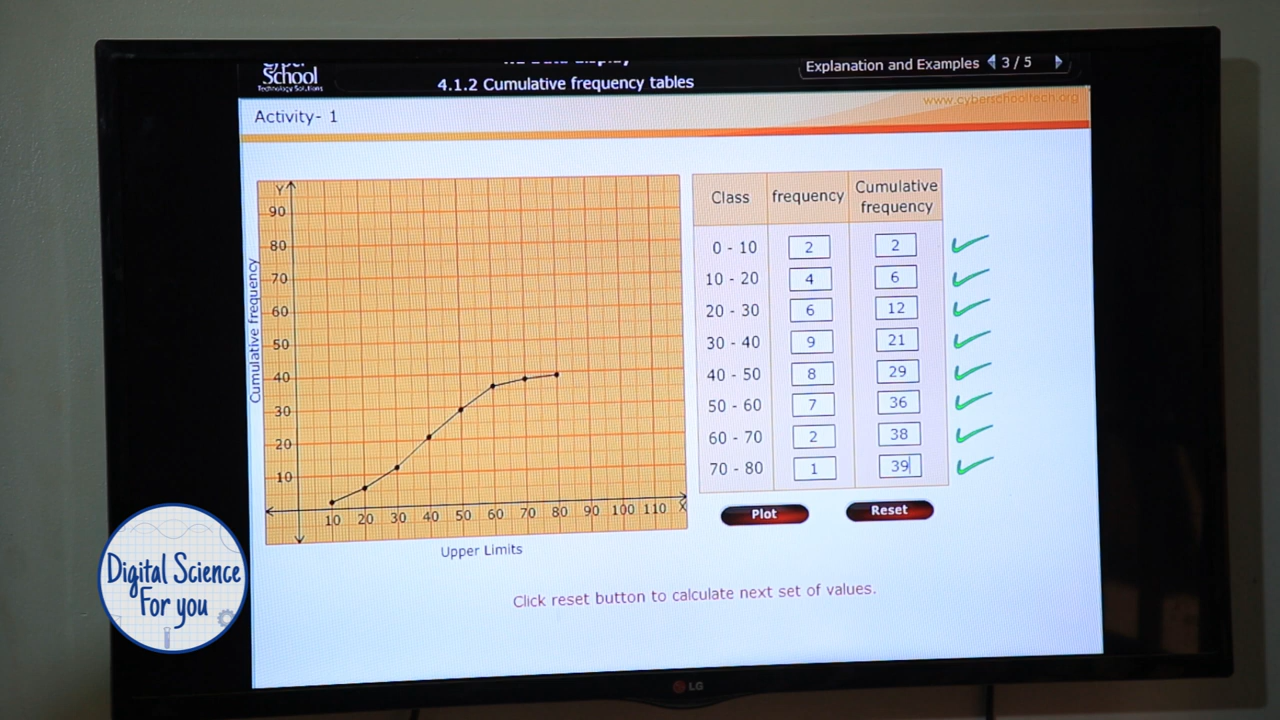 School
Technology Solutions
4.1.2 Cumulative frequency tables
Explanation and Examples 3 / 5
www.cyberschooltech.org
Activity- 1
Y
90
80
70
60
50
40
30
20
10
Cumulative frequency
10 20 30 40 50 60 70 80 90 100 110 X
Upper Limits
Class frequency Cumulative frequency
0 - 10 2 2
10 - 20 4 6
20 - 30 6 12
30 - 40 9 21
40 - 50 8 29
50 - 60 7 36
60 - 70 2 38
70 - 80 1 39
Plot Reset
Click reset button to calculate next set of values.
Digital Science
For you
LG